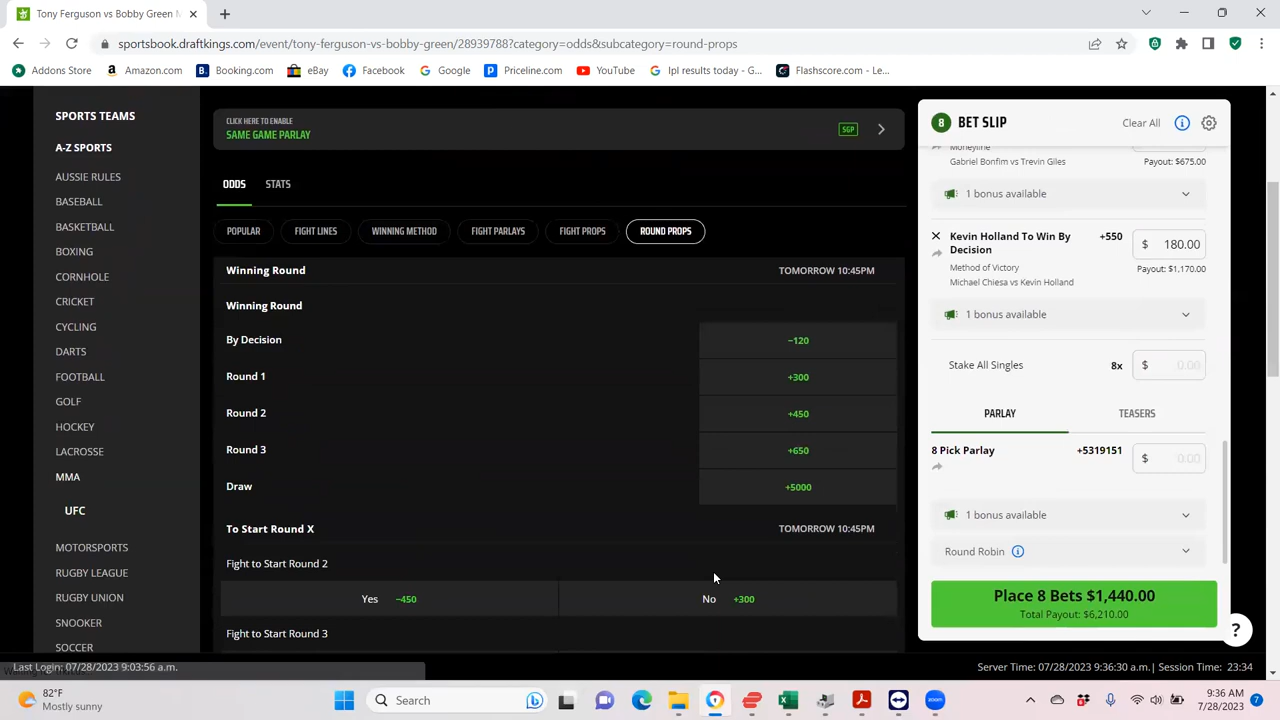 Tony Ferguson vs Bobby Green M
sportsbook.draftkings.com/event/tony-ferguson-vs-bobby-green/28939788?category=odds&subcategory=round-props
Addons Store Amazon.com Booking.com eBay Facebook Google Priceline.com YouTube Ipl results today - G... Flashscore.com - Le...
SPORTS TEAMS
A-Z SPORTS
AUSSIE RULES
BASEBALL
BASKETBALL
BOXING
CORNHOLE
CRICKET
CYCLING
DARTS
FOOTBALL
GOLF
HOCKEY
LACROSSE
MMA
UFC
MOTORSPORTS
RUGBY LEAGUE
RUGBY UNION
SNOOKER
SOCCER
CLICK HERE TO ENABLE
SAME GAME PARLAY SGP
ODDS STATS
POPULAR FIGHT LINES WINNING METHOD FIGHT PARLAYS FIGHT PROPS ROUND PROPS
Winning Round TOMORROW 10:45PM
Winning Round
By Decision −120
Round 1 +300
Round 2 +450
Round 3 +650
Draw +5000
To Start Round X TOMORROW 10:45PM
Fight to Start Round 2
Yes −450 No +300
Fight to Start Round 3
8 BET SLIP Clear All
Moneyline
Gabriel Bonfim vs Trevin Giles Payout: $675.00
1 bonus available
Kevin Holland To Win By +550 $ 180.00
Decision
Method of Victory Payout: $1,170.00
Michael Chiesa vs Kevin Holland
1 bonus available
Stake All Singles 8x $ 0.00
PARLAY TEASERS
8 Pick Parlay +5319151 $ 0.00
1 bonus available
Round Robin
Place 8 Bets $1,440.00
Total Payout: $6,210.00
?
Last Login: 07/28/2023 9:03:56 a.m. Server Time: 07/28/2023 9:36:30 a.m.| Session Time: 23:34
82°F
Mostly sunny
Search
zoom
9:36 AM
7/28/2023
7